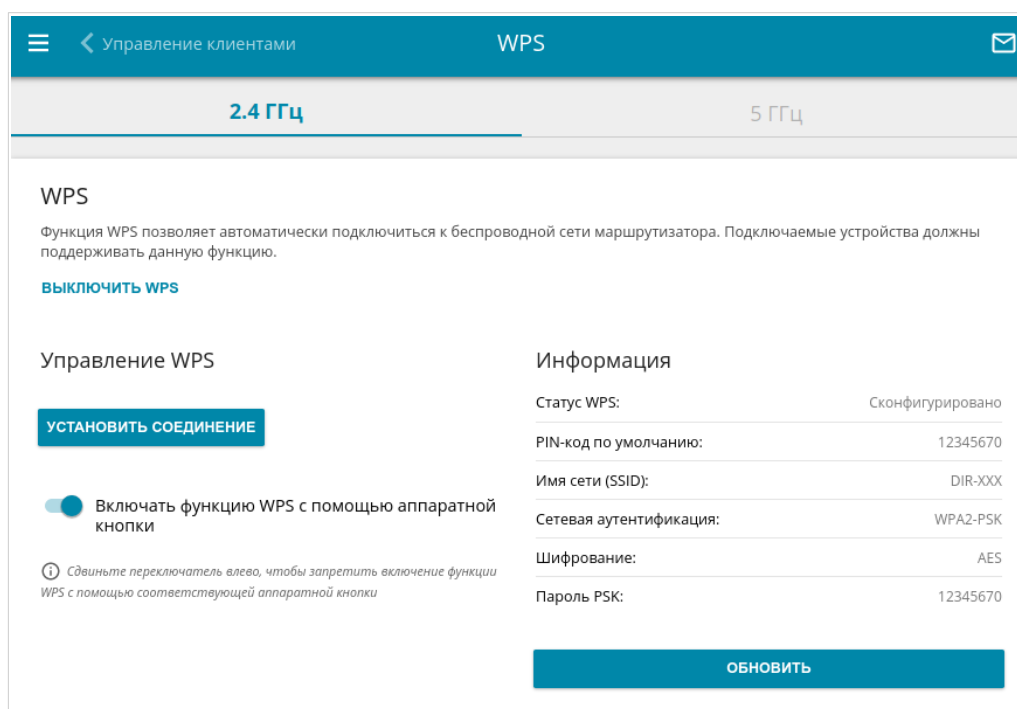 Управление клиентами
WPS
2.4 ГГц
5 ГГц
WPS
Функция WPS позволяет автоматически подключиться к беспроводной сети маршрутизатора. Подключаемые устройства должны
поддерживать данную функцию.
ВЫКЛЮЧИТЬ WPS
Управление WPS
УСТАНОВИТЬ СОЕДИНЕНИЕ
Включать функцию WPS с помощью аппаратной
кнопки
Сдвиньте переключатель влево, чтобы запретить включение функции
WPS с помощью соответствующей аппаратной кнопки
Информация
Статус WPS: Сконфигурировано
PIN-код по умолчанию: 12345670
Имя сети (SSID): DIR-XXX
Сетевая аутентификация: WPA2-PSK
Шифрование: AES
Пароль PSK: 12345670
ОБНОВИТЬ